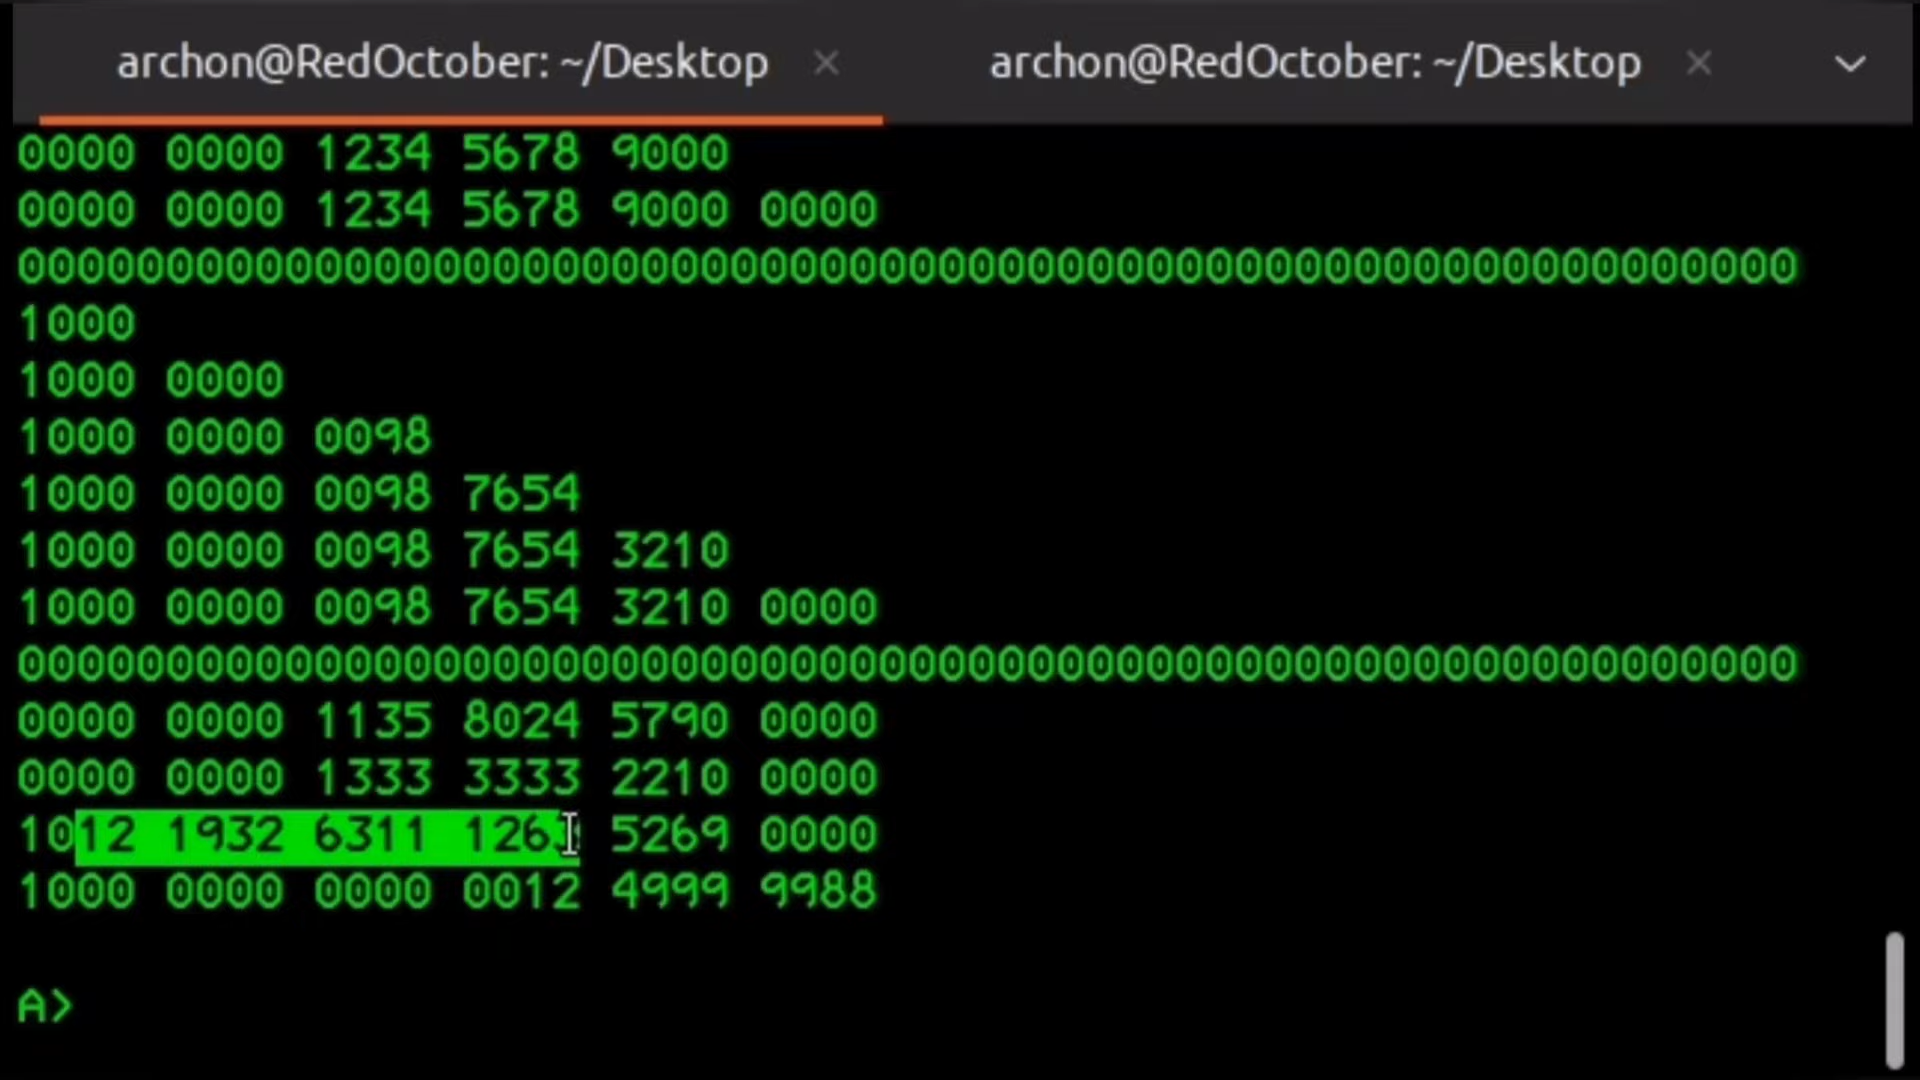 archon@RedOctober: ~/Desktop × archon@RedOctober: ~/Desktop ×
0000 0000 1234 5678 9000
0000 0000 1234 5678 9000 0000
000000000000000000000000000000000000000000000000000000000000
1000
1000 0000
1000 0000 0098
1000 0000 0098 7654
1000 0000 0098 7654 3210
1000 0000 0098 7654 3210 0000
000000000000000000000000000000000000000000000000000000000000
0000 0000 1135 8024 5790 0000
0000 0000 1333 3333 2210 0000
1012 1932 6311 1263 5269 0000
1000 0000 0000 0012 4999 9988
A>